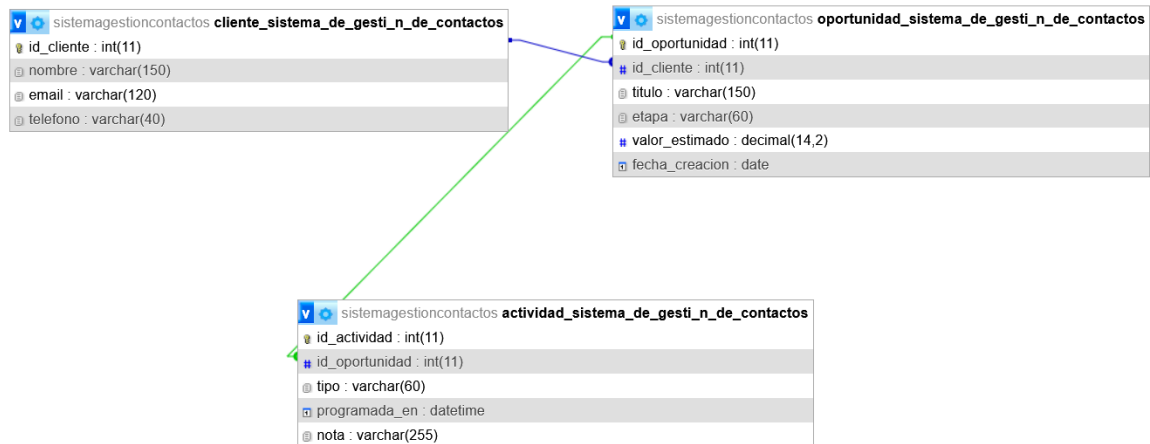 v sistemagestioncontactos cliente_sistema_de_gesti_n_de_contactos
id_cliente : int(11)
nombre : varchar(150)
email : varchar(120)
telefono : varchar(40)
v sistemagestioncontactos oportunidad_sistema_de_gesti_n_de_contactos
id_oportunidad : int(11)
# id_cliente : int(11)
titulo : varchar(150)
etapa : varchar(60)
# valor_estimado : decimal(14,2)
fecha_creacion : date
v sistemagestioncontactos actividad_sistema_de_gesti_n_de_contactos
id_actividad : int(11)
# id_oportunidad : int(11)
tipo : varchar(60)
programada_en : datetime
nota : varchar(255)